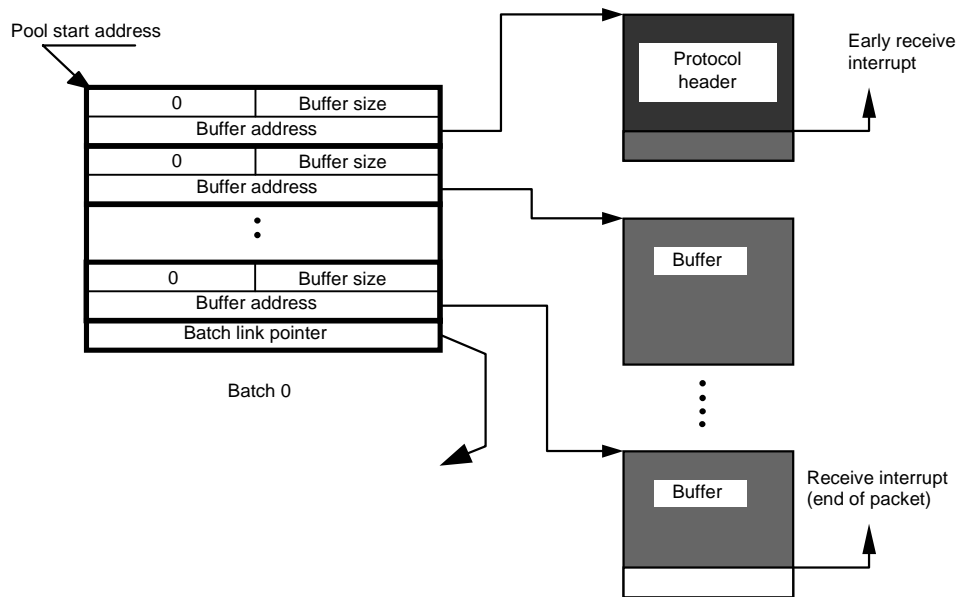 Pool start address
0 Buffer size
Buffer address
0 Buffer size
Buffer address
0 Buffer size
Buffer address
Batch link pointer
Batch 0
Protocol
header
Early receive
interrupt
Buffer
Buffer
Receive interrupt
(end of packet)